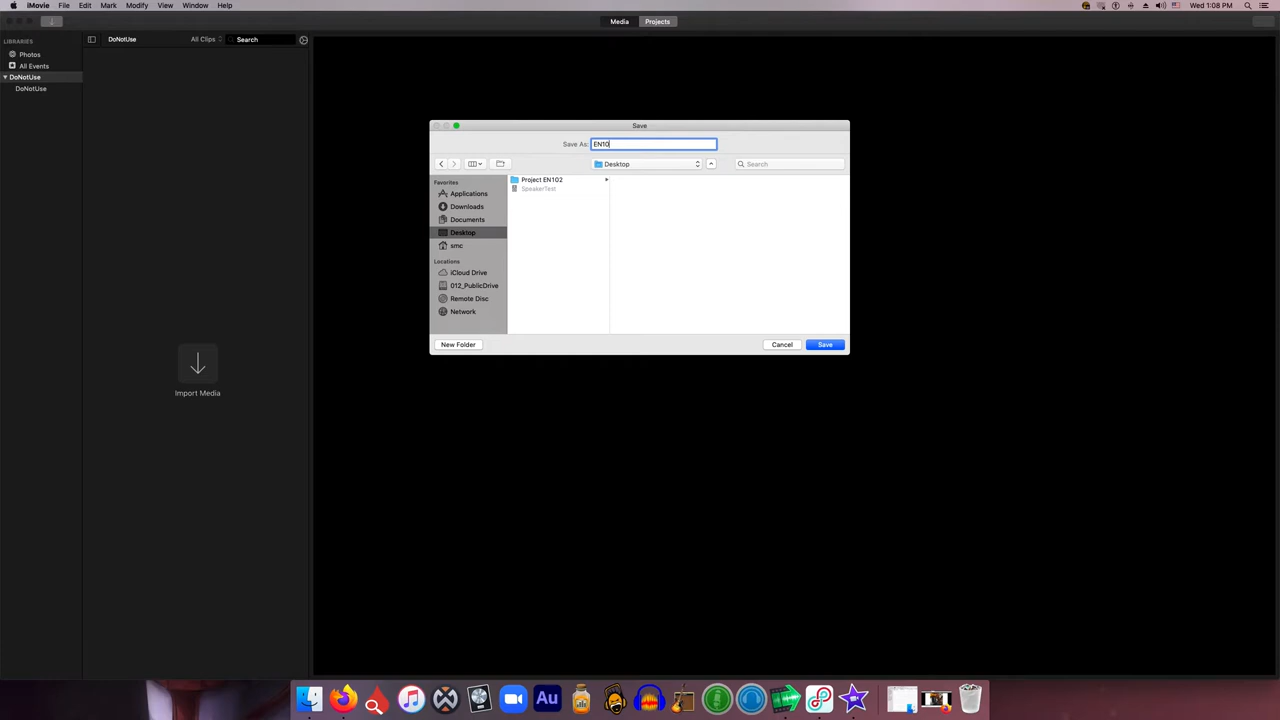 iMovie File Edit Mark Modify View Window Help Wed 1:08 PM
Media Projects
LIBRARIES
Photos
All Events
DoNotUse
DoNotUse
DoNotUse All Clips Search
Import Media
Save
Save As: EN10
Desktop Search
Favorites
Applications
Downloads
Documents
Desktop
smc
Locations
iCloud Drive
012_PublicDrive
Remote Disc
Network
Project EN102
SpeakerTest
New Folder Cancel Save
Au